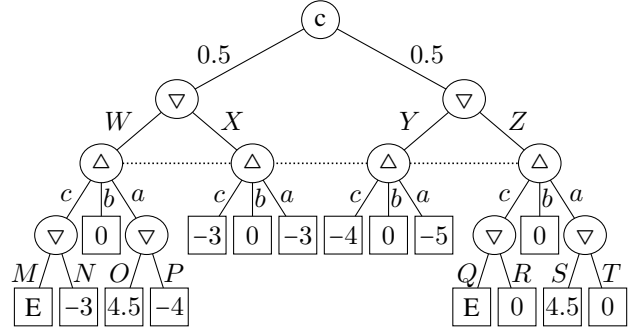 c
0.5 0.5
W X Y Z
c b a c b a c b a c b a
0 −3 0 −3 −4 0 −5 0
M N O P Q R S T
E −3 4.5 −4 E 0 4.5 0